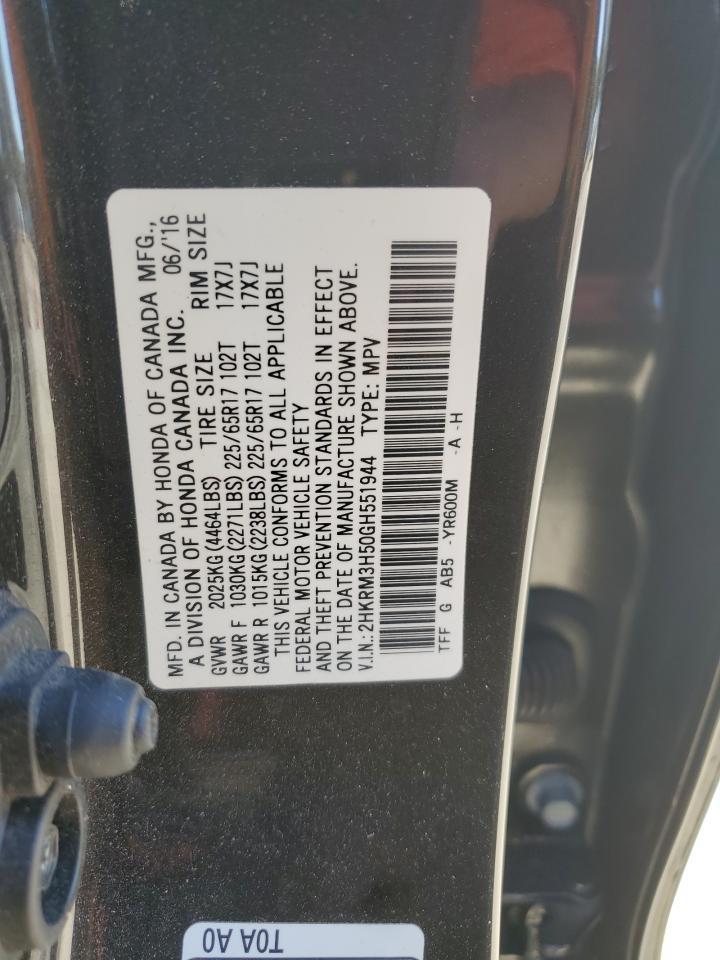 MFD. IN CANADA BY HONDA OF CANADA MFG.,
A DIVISION OF HONDA CANADA INC. 06/'16
GVWR 2025KG(4464LBS) TIRE SIZE RIM SIZE
GAWR F 1030KG(2271LBS) 225/65R17 102T 17X7J
GAWR R 1015KG(2238LBS) 225/65R17 102T 17X7J
THIS VEHICLE CONFORMS TO ALL APPLICABLE
FEDERAL MOTOR VEHICLE SAFETY
AND THEFT PREVENTION STANDARDS IN EFFECT
ON THE DATE OF MANUFACTURE SHOWN ABOVE.
V.I.N.: 2HKRM3H50GH551944 TYPE: MPV
TFF G AB5 -YR600M -A -H
T0A A0